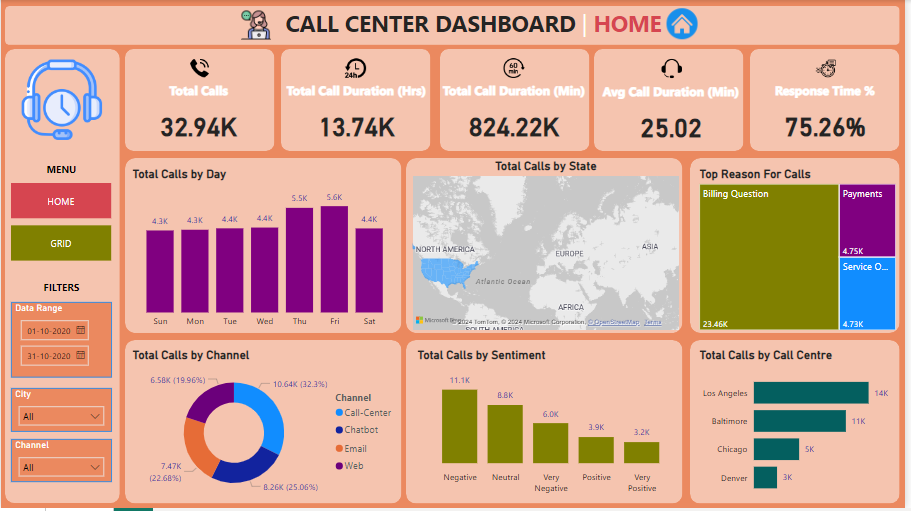 CALL CENTER DASHBOARD | HOME
24h
60
min
Total Calls
32.94K
Total Call Duration (Hrs)
13.74K
Total Call Duration (Min)
824.22K
Avg Call Duration (Min)
25.02
Response Time %
75.26%
MENU
HOME
GRID
FILTERS
Data Range
01-10-2020
31-10-2020
City
All
Channel
All
Total Calls by Day
4.3K
4.3K
4.4K
4.4K
5.5K
5.6K
4.4K
Sun
Mon
Tue
Wed
Thu
Fri
Sat
Total Calls by State
NORTH AMERICA
EUROPE
ASIA
Atlantic Ocean
AFRICA
SOUTH AMERICA
© 2024 TomTom, © 2024 Microsoft Corporation, © OpenStreetMap Terms
Top Reason For Calls
Billing Question
23.46K
Payments
4.75K
Service O...
4.73K
Total Calls by Channel
6.58K (19.96%)
10.64K (32.3%)
7.47K
(22.68%)
8.26K (25.06%)
Channel
Call-Center
Chatbot
Email
Web
Total Calls by Sentiment
11.1K
8.8K
6.0K
3.9K
3.2K
Negative
Neutral
Very
Negative
Positive
Very
Positive
Total Calls by Call Centre
Los Angeles
14K
Baltimore
11K
Chicago
5K
Denver
3K